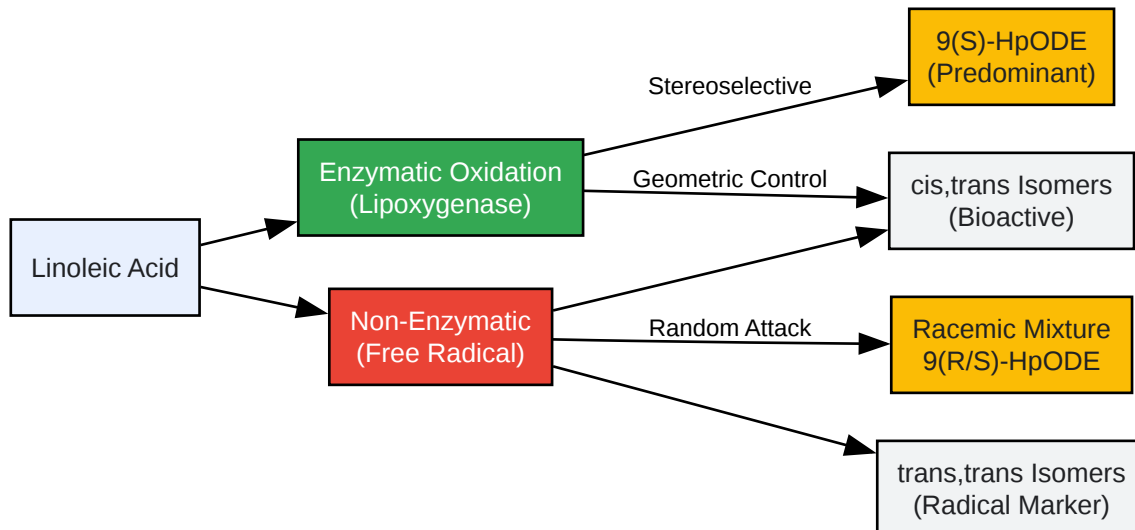 Linoleic Acid
Enzymatic Oxidation
(Lipoxygenase)
Non-Enzymatic
(Free Radical)
Stereoselective
Geometric Control
Random Attack
9(S)-HpODE
(Predominant)
cis,trans Isomers
(Bioactive)
Racemic Mixture
9(R/S)-HpODE
trans,trans Isomers
(Radical Marker)